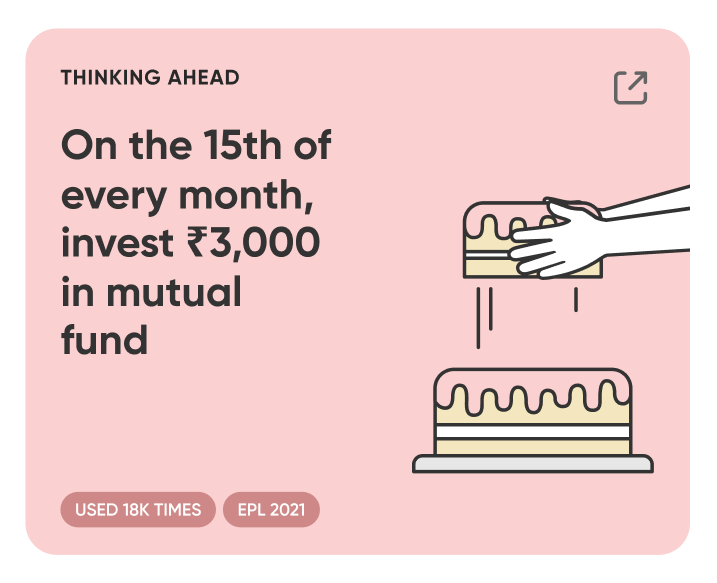 THINKING AHEAD
On the 15th of
every month,
invest ₹3,000
in mutual
fund
USED 18K TIMES
EPL 2021